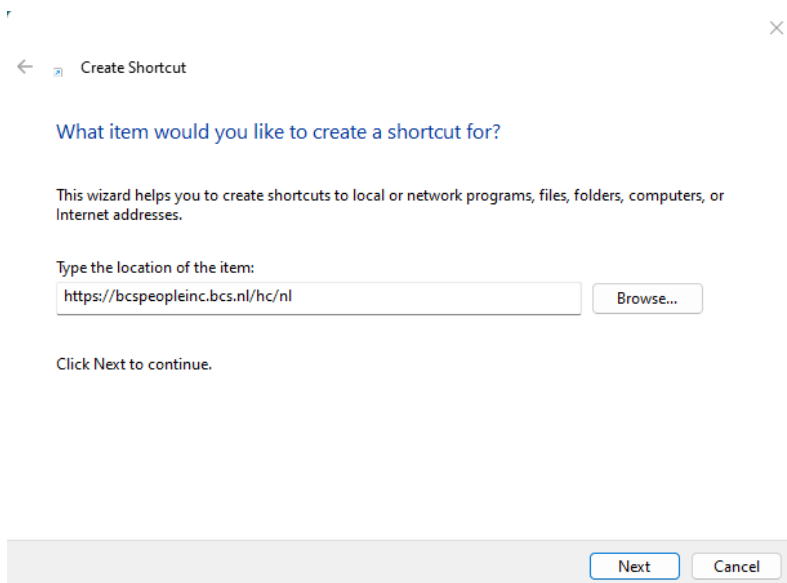 Create Shortcut
What item would you like to create a shortcut for?
This wizard helps you to create shortcuts to local or network programs, files, folders, computers, or
Internet addresses.
Type the location of the item:
https://bcspeopleinc.bcs.nl/hc/nl
Browse...
Click Next to continue.
Next
Cancel